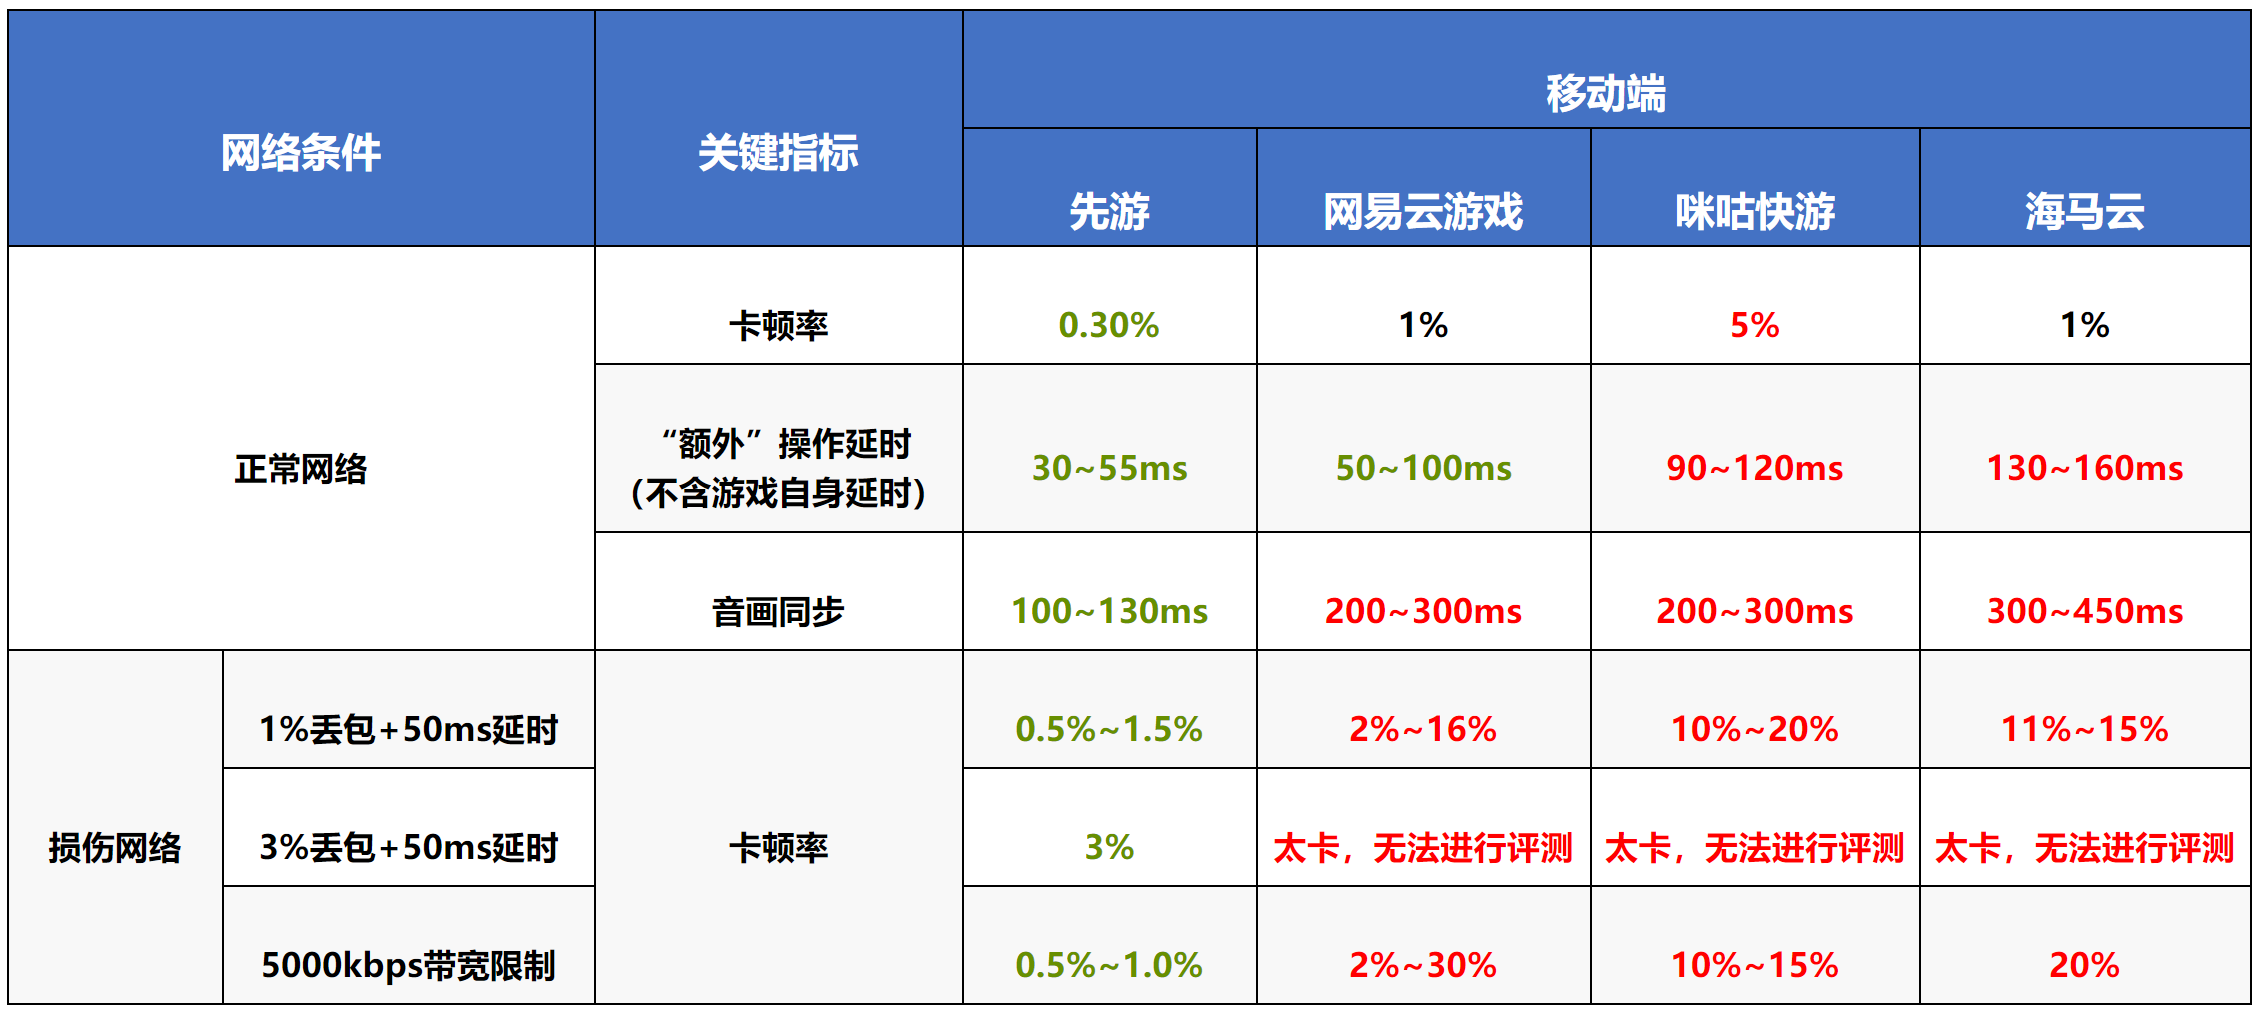 网络条件
关键指标
移动端
先游
网易云游戏
咪咕快游
海马云
正常网络
卡顿率
0.30%
1%
5%
1%
“额外”操作延时
（不含游戏自身延时）
30~55ms
50~100ms
90~120ms
130~160ms
音画同步
100~130ms
200~300ms
200~300ms
300~450ms
损伤网络
1%丢包+50ms延时
卡顿率
0.5%~1.5%
2%~16%
10%~20%
11%~15%
3%丢包+50ms延时
3%
太卡，无法进行评测
太卡，无法进行评测
太卡，无法进行评测
5000kbps带宽限制
0.5%~1.0%
2%~30%
10%~15%
20%